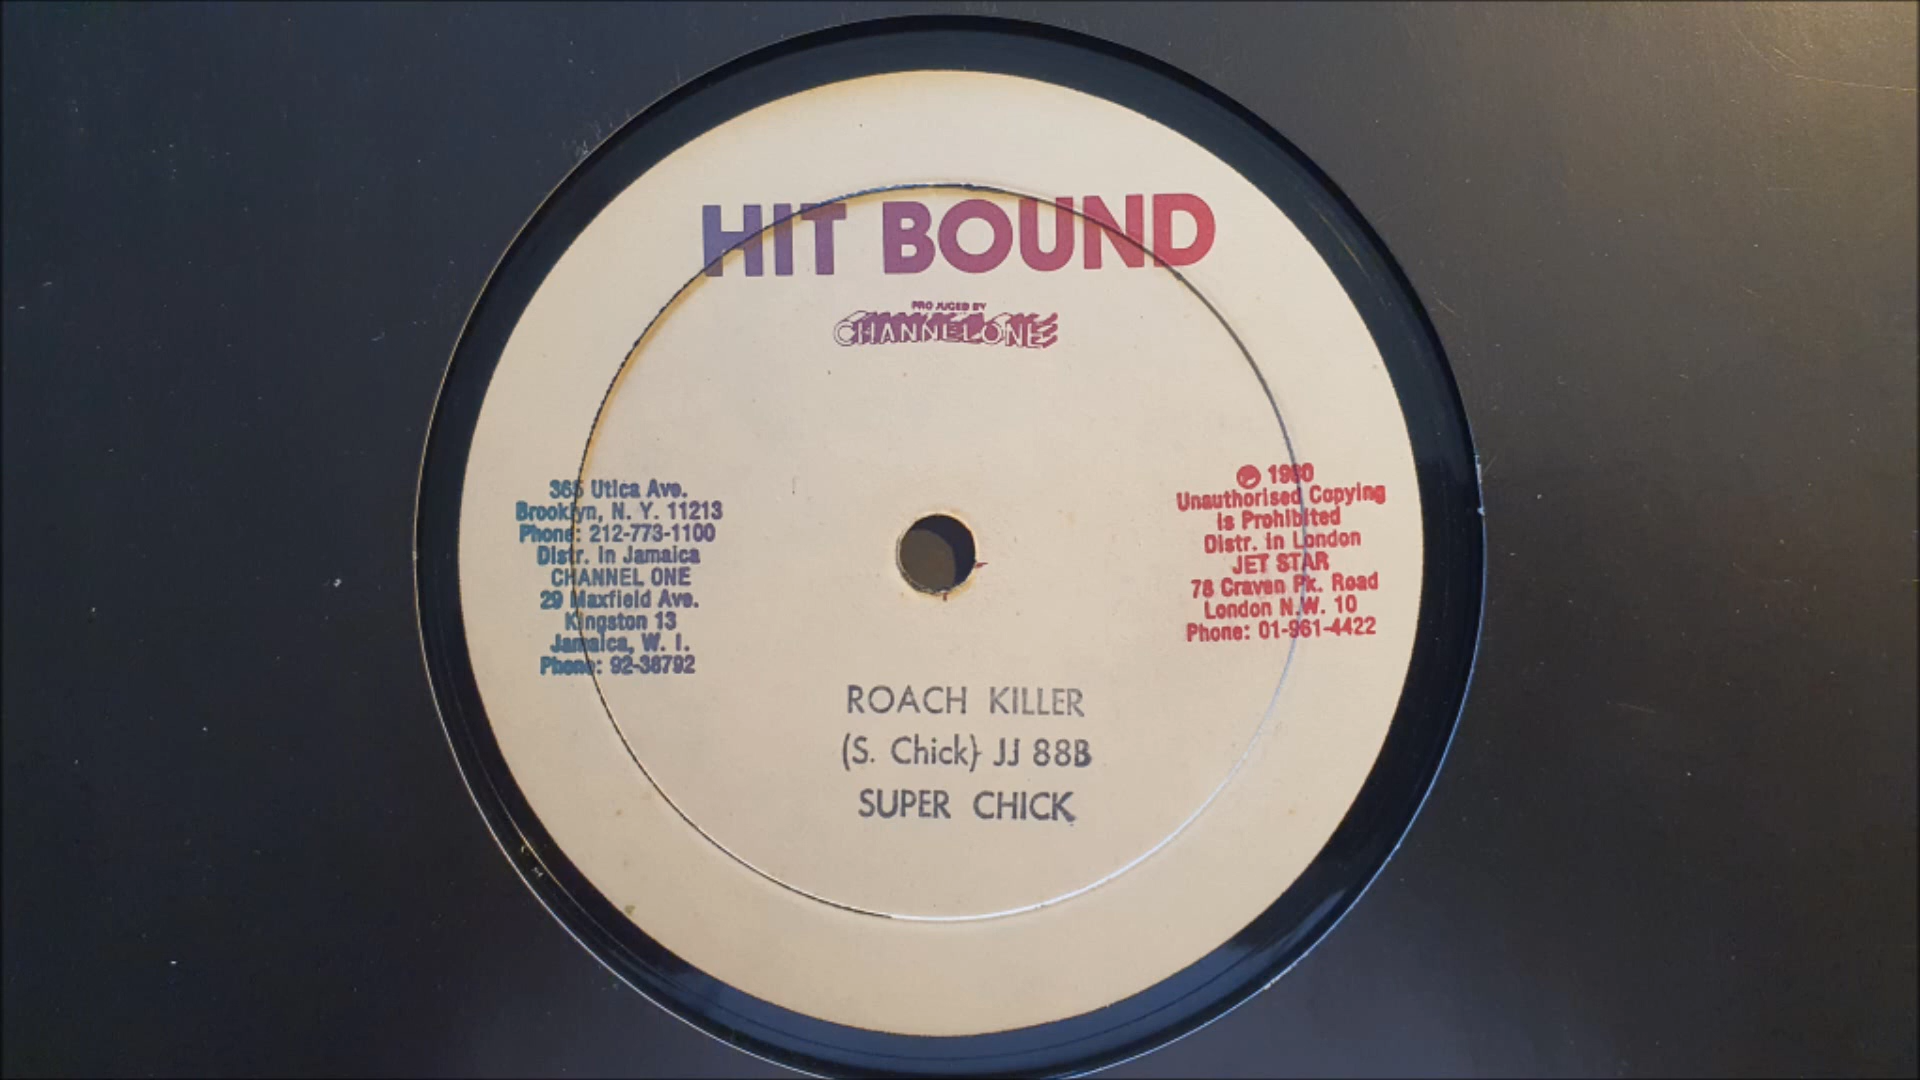 HIT BOUND
PRODUCED BY
CHANNEL ONE
365 Utica Ave.
Brooklyn, N. Y. 11213
Phone: 212-773-1100
Distr. in Jamaica
CHANNEL ONE
29 Maxfield Ave.
Kingston 13
Jamaica, W. I.
Phone: 92-36792
℗ 1980
Unauthorised Copying
is Prohibited
Distr. in London
JET STAR
78 Craven Pk. Road
London N.W. 10
Phone: 01-961-4422
ROACH KILLER
(S. Chick} JJ 88B
SUPER CHICK